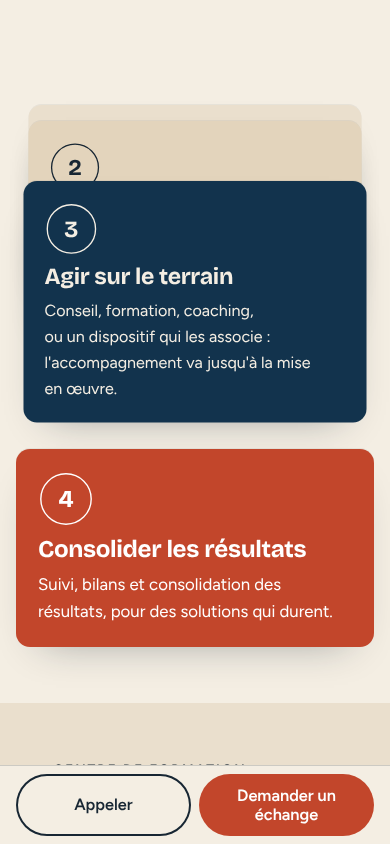 2
3
Agir sur le terrain
Conseil, formation, coaching,
ou un dispositif qui les associe :
l'accompagnement va jusqu'à la mise
en œuvre.
4
Consolider les résultats
Suivi, bilans et consolidation des
résultats, pour des solutions qui durent.
Appeler
Demander un
échange